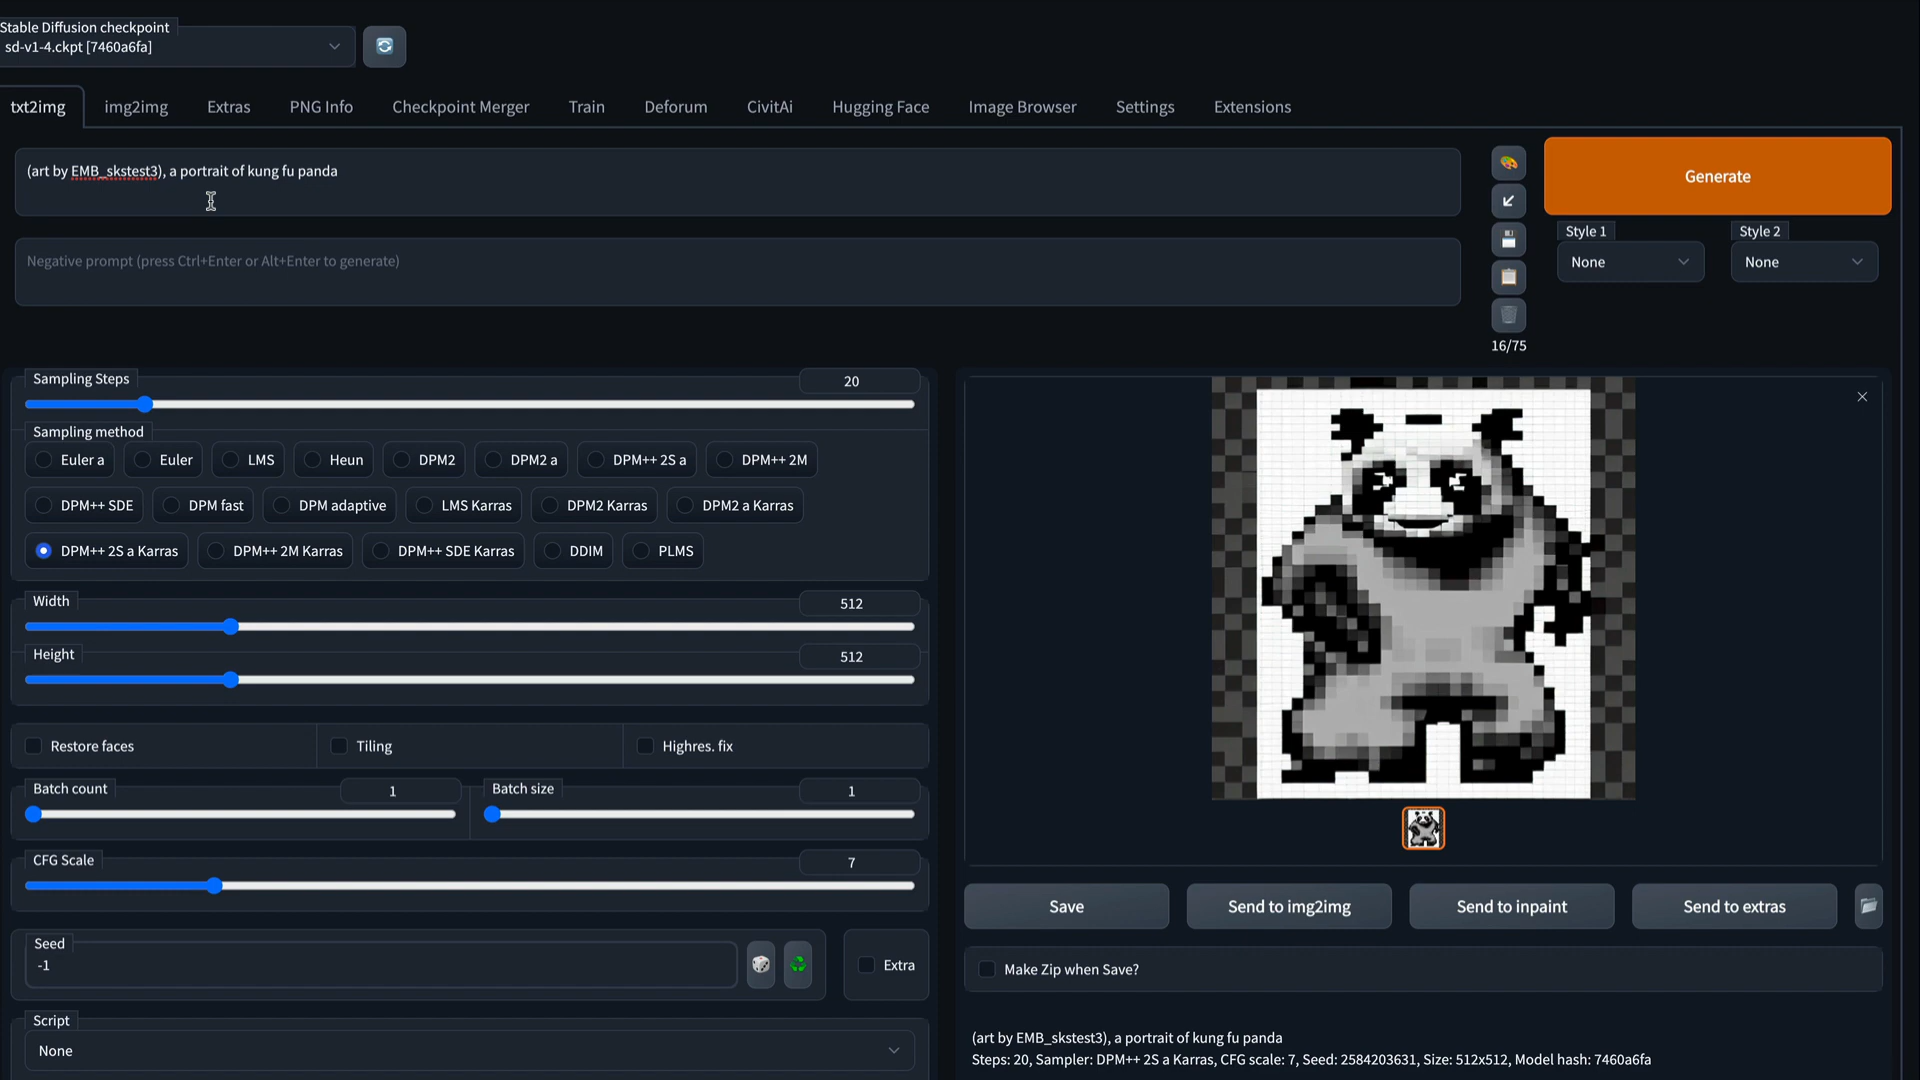 Stable Diffusion checkpoint
sd-v1-4.ckpt [7460a6fa]
txt2img img2img Extras PNG Info Checkpoint Merger Train Deforum CivitAi Hugging Face Image Browser Settings Extensions
(art by EMB_skstest3), a portrait of kung fu panda
Generate
Style 1 Style 2
None None
Negative prompt (press Ctrl+Enter or Alt+Enter to generate)
16/75
Sampling Steps 20
Sampling method
Euler a Euler LMS Heun DPM2 DPM2 a DPM++ 2S a DPM++ 2M
DPM++ SDE DPM fast DPM adaptive LMS Karras DPM2 Karras DPM2 a Karras
DPM++ 2S a Karras DPM++ 2M Karras DPM++ SDE Karras DDIM PLMS
Width 512
Height 512
Restore faces Tiling Highres. fix
Batch count 1 Batch size 1
CFG Scale 7
Seed
-1
Extra
Script
None
Save Send to img2img Send to inpaint Send to extras
Make Zip when Save?
(art by EMB_skstest3), a portrait of kung fu panda
Steps: 20, Sampler: DPM++ 2S a Karras, CFG scale: 7, Seed: 2584203631, Size: 512x512, Model hash: 7460a6fa